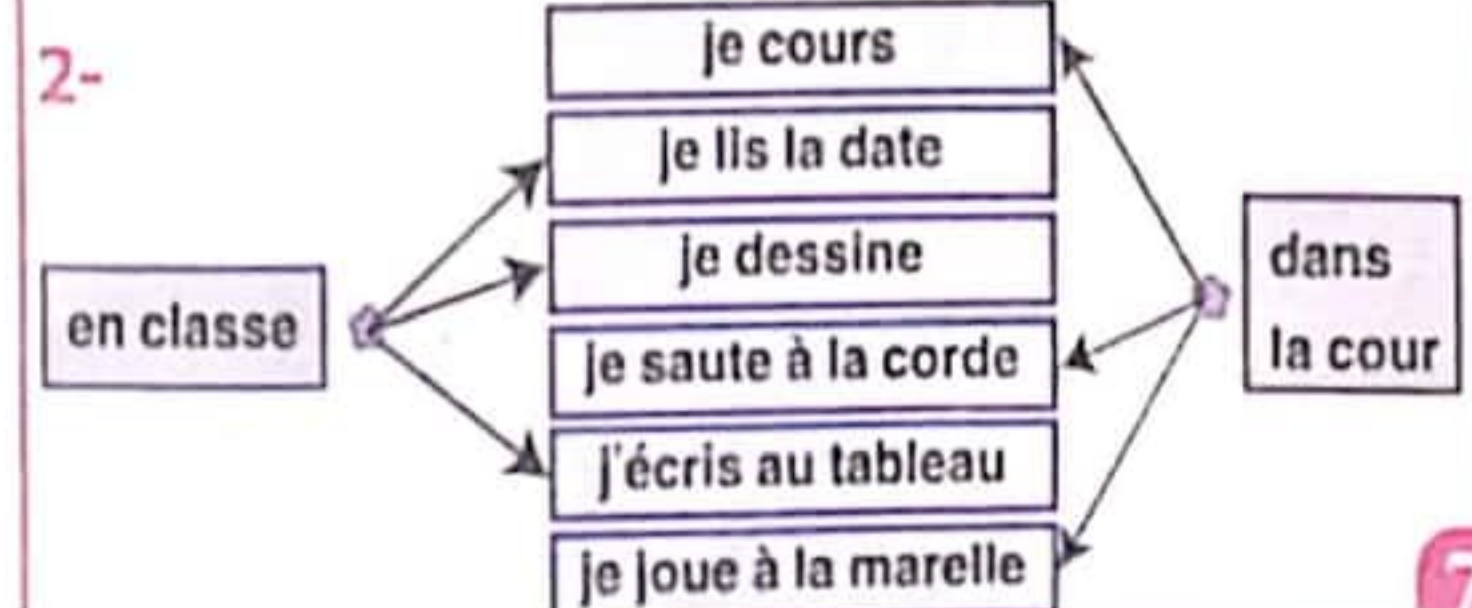 2-
je cours
je lis la date
je dessine
je saute à la corde
j'écris au tableau
je joue à la marelle
en classe
dans
la cour